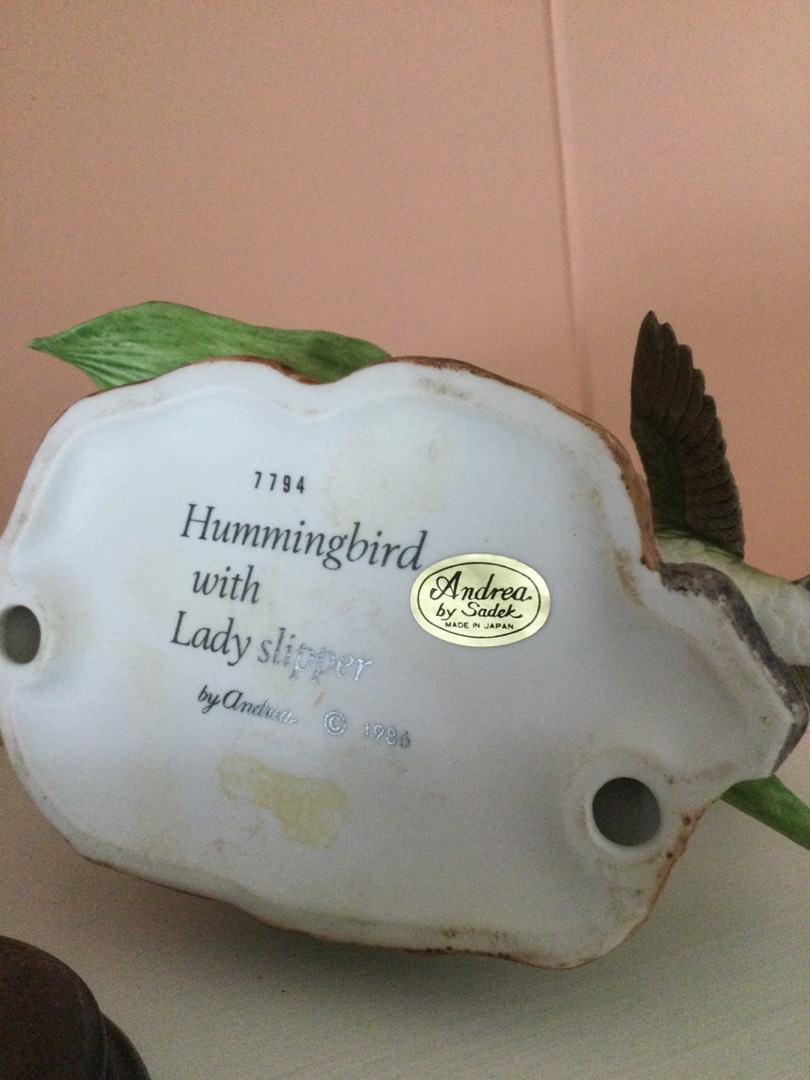 7794
Hummingbird
with
Lady slipper
by Andrea © 1986
Andrea
by Sadek
MADE IN JAPAN